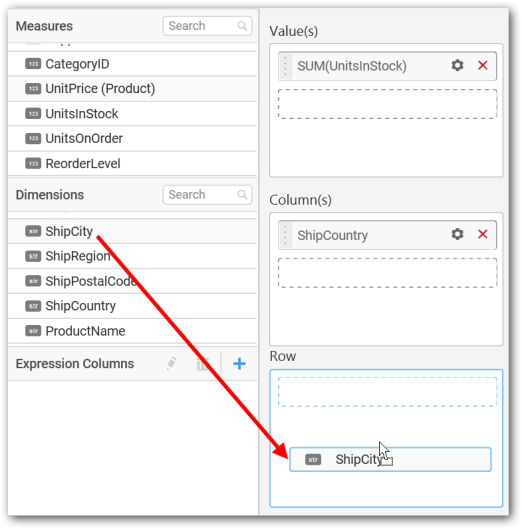 Measures
Search
123 CategoryID
123 UnitPrice (Product)
123 UnitsInStock
123 UnitsOnOrder
123 ReorderLevel
Dimensions
Search
str ShipCity
str ShipRegion
str ShipPostalCode
str ShipCountry
str ProductName
Expression Columns
Value(s)
SUM(UnitsInStock)
Column(s)
ShipCountry
Row
str ShipCity